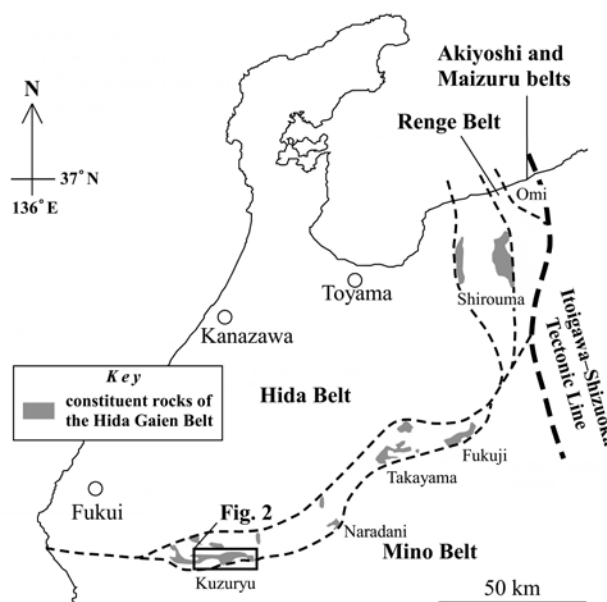 Akiyoshi and
Maizuru belts
Renge Belt
N
37°N
136°E
Omi
Toyama
Shirouma
Kanazawa
Itoigawa–Shizuoka
Tectonic Line
Key
constituent rocks of
the Hida Gaien Belt
Hida Belt
Fukuji
Takayama
Fukui
Fig. 2
Naradani
Mino Belt
Kuzuryu
50 km